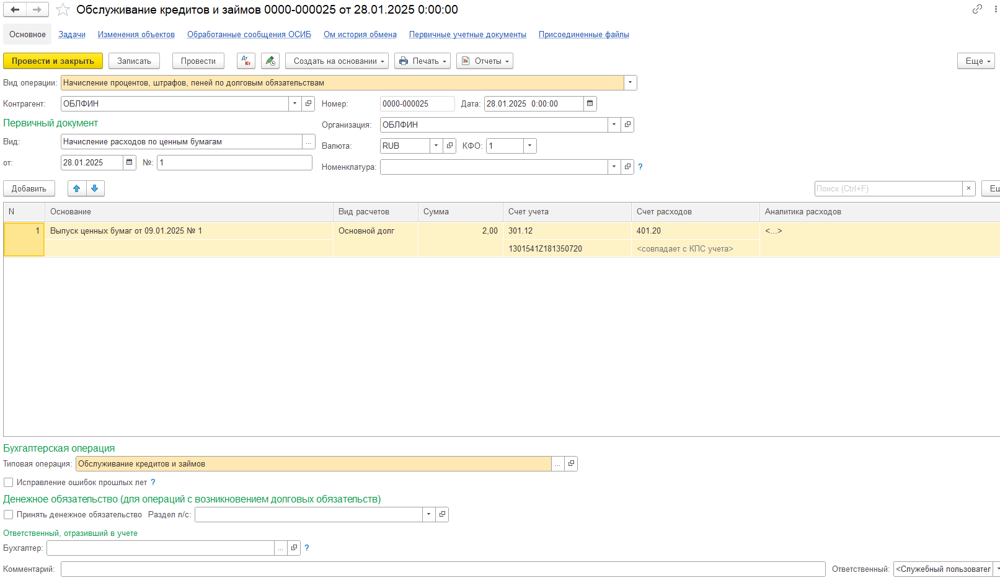 Обслуживание кредитов и займов 0000-000025 от 28.01.2025 0:00:00
Основное Задачи Изменения объектов Обработанные сообщения ОСИБ Ом история обмена Первичные учетные документы Присоединенные файлы
Провести и закрыть Записать Провести Дт Кт Создать на основании Печать Отчеты Еще
Вид операции: Начисление процентов, штрафов, пеней по долговым обязательствам
Контрагент: ОБЛФИН Номер: 0000-000025 Дата: 28.01.2025 0:00:00
Первичный документ
Организация: ОБЛФИН
Вид: Начисление расходов по ценным бумагам ...
Валюта: RUB КФО: 1
от: 28.01.2025 №: 1
Номенклатура: ?
Добавить Поиск (Ctrl+F) × Ещ
N Основание Вид расчетов Сумма Счет учета Счет расходов Аналитика расходов
1 Выпуск ценных бумаг от 09.01.2025 № 1 Основной долг 2,00 301.12 401.20 <...>
1301541Z181350720 <совпадает с КПС учета>
Бухгалтерская операция
Типовая операция: Обслуживание кредитов и займов ...
Исправление ошибок прошлых лет ?
Денежное обязательство (для операций с возникновением долговых обязательств)
Принять денежное обязательство Раздел л/с:
Ответственный, отразивший в учете
Бухгалтер: ... ?
Комментарий: Ответственный: <Служебный пользовател